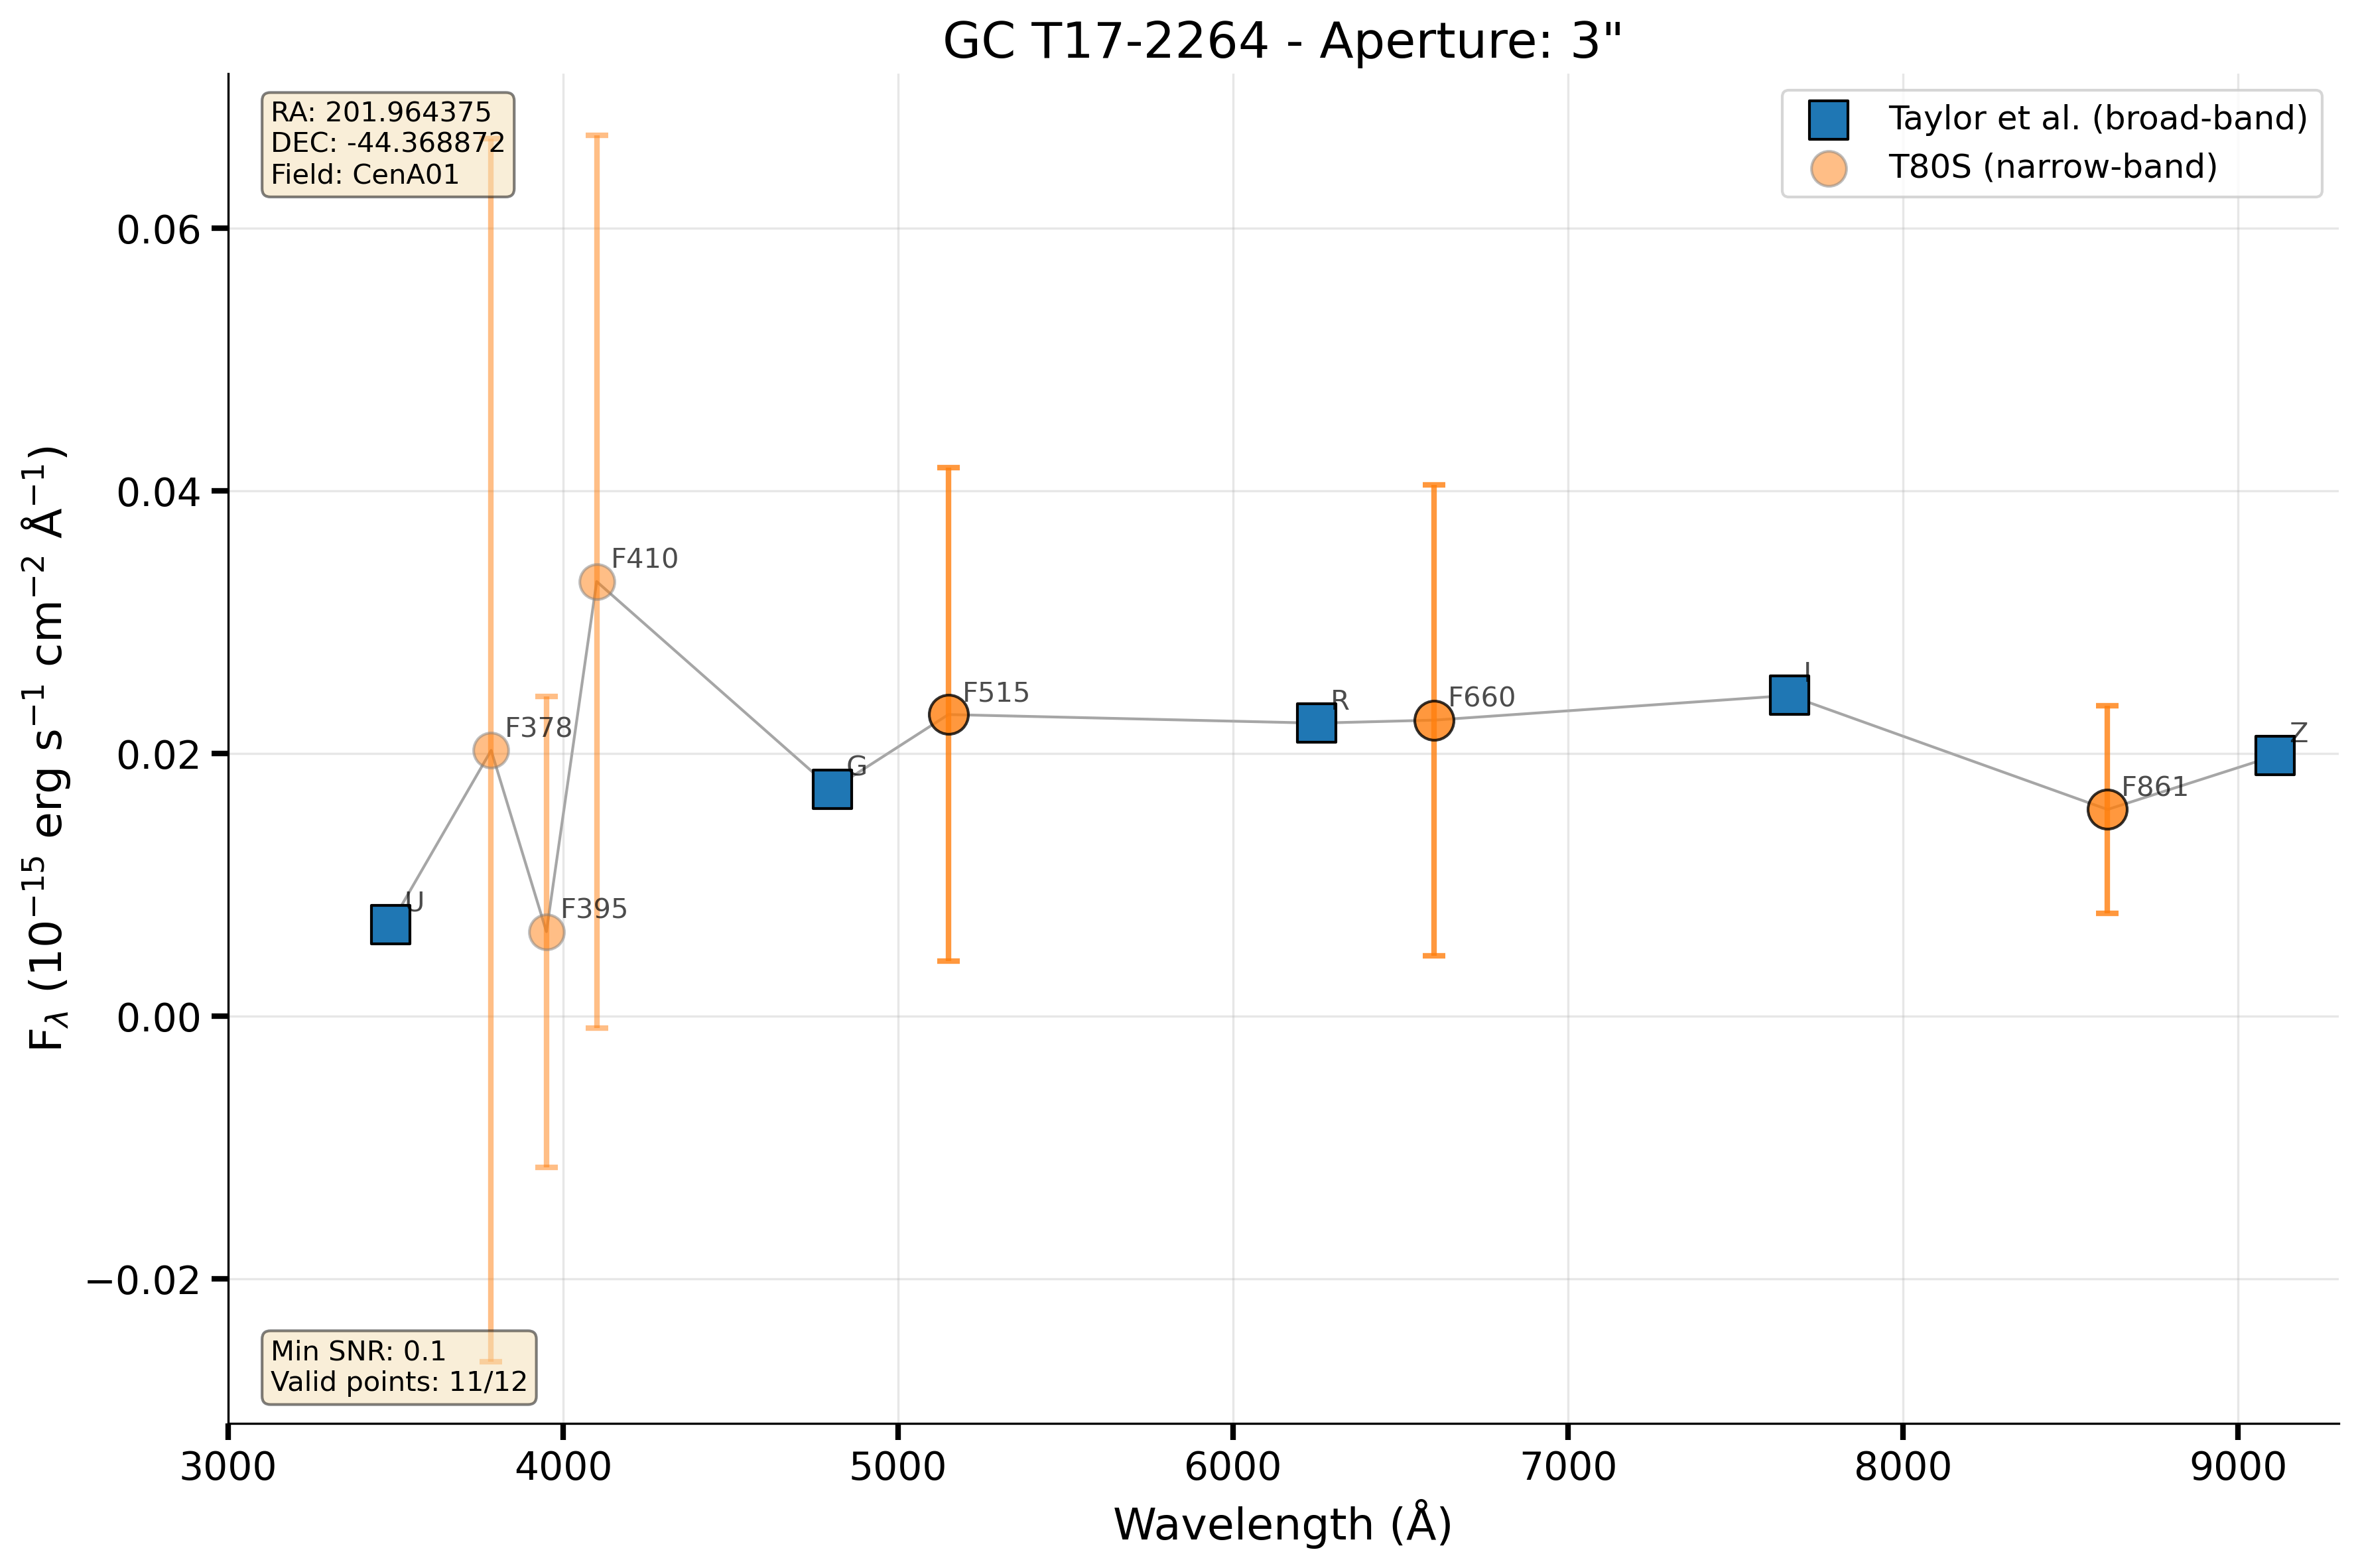 GC T17-2264 - Aperture: 3"
RA: 201.964375
DEC: -44.368872
Field: CenA01
Taylor et al. (broad-band)
T80S (narrow-band)
0.06
0.04
0.02
0.00
−0.02
F_λ (10⁻¹⁵ erg s⁻¹ cm⁻² Å⁻¹)
U
F378
F395
F410
G
F515
R
F660
I
F861
Z
Min SNR: 0.1
Valid points: 11/12
3000 4000 5000 6000 7000 8000 9000
Wavelength (Å)